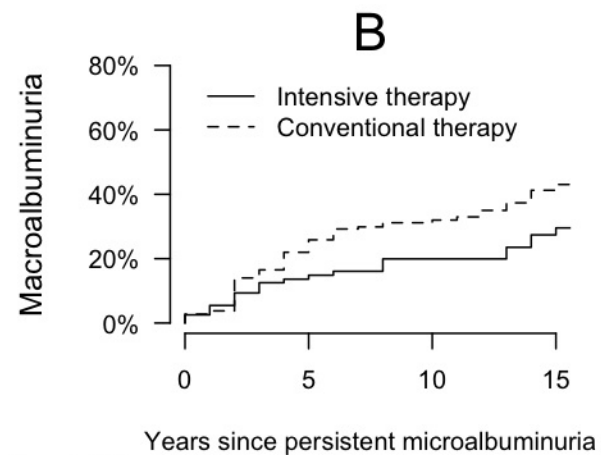 B
80%
60%
40%
20%
0%
Macroalbuminuria
Intensive therapy
Conventional therapy
0 5 10 15
Years since persistent microalbuminuria